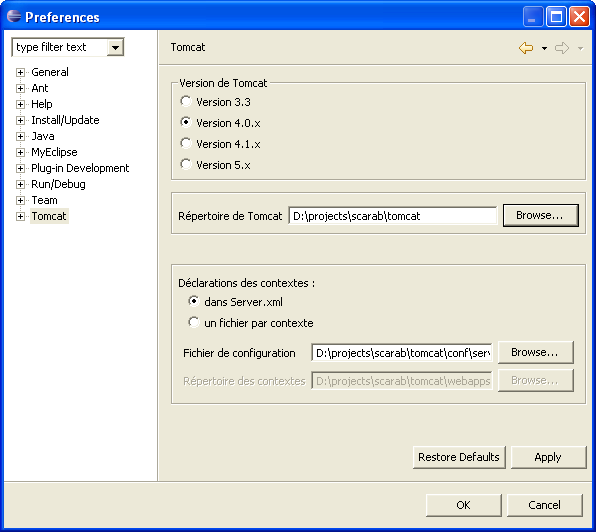 Preferences
type filter text
General
Ant
Help
Install/Update
Java
MyEclipse
Plug-in Development
Run/Debug
Team
Tomcat
Tomcat
Version de Tomcat
Version 3.3
Version 4.0.x
Version 4.1.x
Version 5.x
Répertoire de Tomcat D:\projects\scarab\tomcat Browse...
Déclarations des contextes :
dans Server.xml
un fichier par contexte
Fichier de configuration D:\projects\scarab\tomcat\conf\serv Browse...
Répertoire des contextes D:\projects\scarab\tomcat\webapps Browse...
Restore Defaults Apply
OK Cancel